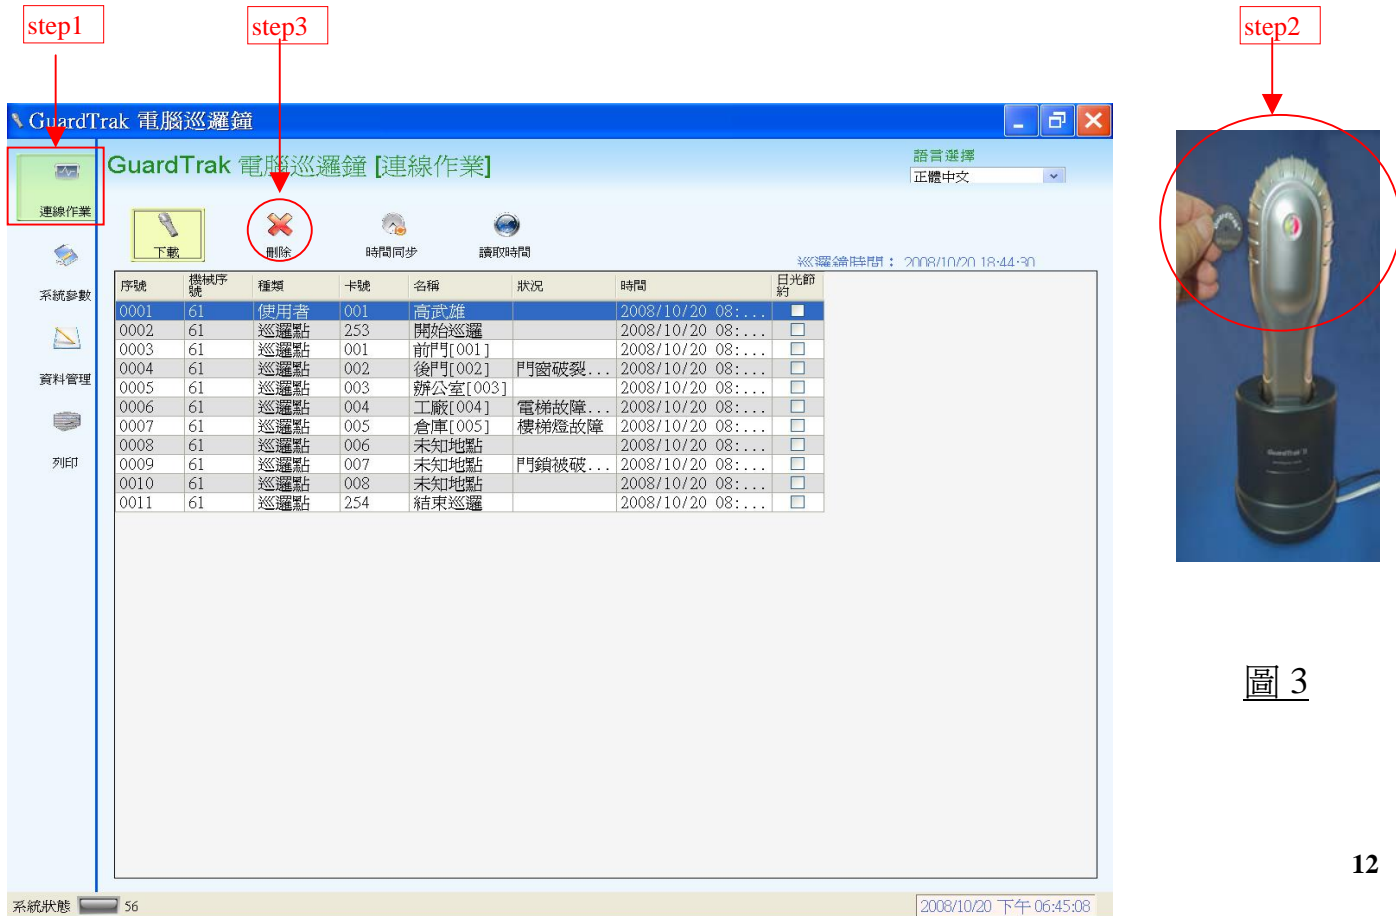 step1
step3
step2
GuardTrak 電腦巡邏鐘
GuardTrak 電腦巡邏鐘 [連線作業]
語言選擇
正體中文
連線作業
系統參數
資料管理
列印
下載
刪除
時間同步
讀取時間
巡邏鐘時間： 2008/10/20 18:44:30
序號 機械序號 種類 卡號 名稱 狀況 時間 日光節約
0001 61 使用者 001 高武雄 2008/10/20 08:...
0002 61 巡邏點 253 開始巡邏 2008/10/20 08:...
0003 61 巡邏點 001 前門[001] 2008/10/20 08:...
0004 61 巡邏點 002 後門[002] 門窗破裂... 2008/10/20 08:...
0005 61 巡邏點 003 辦公室[003] 2008/10/20 08:...
0006 61 巡邏點 004 工廠[004] 電梯故障... 2008/10/20 08:...
0007 61 巡邏點 005 倉庫[005] 樓梯燈故障 2008/10/20 08:...
0008 61 巡邏點 006 未知地點 2008/10/20 08:...
0009 61 巡邏點 007 未知地點 門鎖被破... 2008/10/20 08:...
0010 61 巡邏點 008 未知地點 2008/10/20 08:...
0011 61 巡邏點 254 結束巡邏 2008/10/20 08:...
系統狀態 56
2008/10/20 下午 06:45:08
圖 3
12